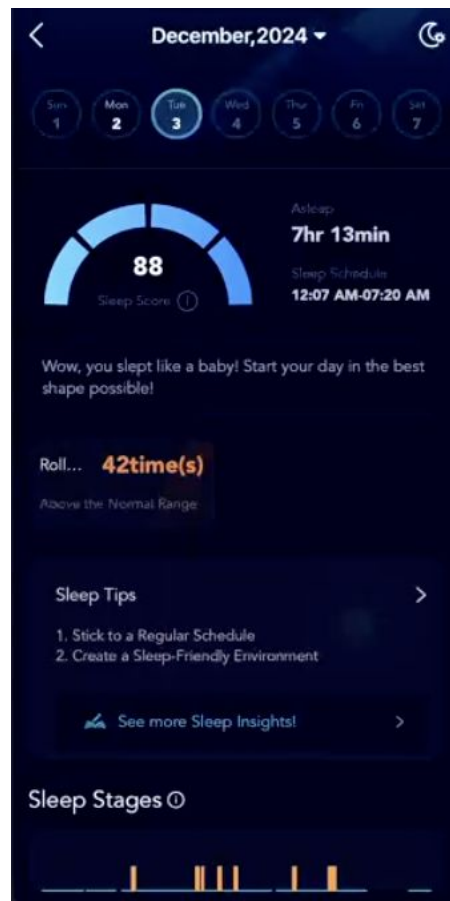 December,2024
Sun Mon Tue Wed Thu Fri Sat
1 2 3 4 5 6 7
Asleep
7hr 13min
88
Sleep Score
Sleep Schedule
12:07 AM-07:20 AM
Wow, you slept like a baby! Start your day in the best
shape possible!
Roll... 42time(s)
Above the Normal Range
Sleep Tips
1. Stick to a Regular Schedule
2. Create a Sleep-Friendly Environment
See more Sleep Insights!
Sleep Stages